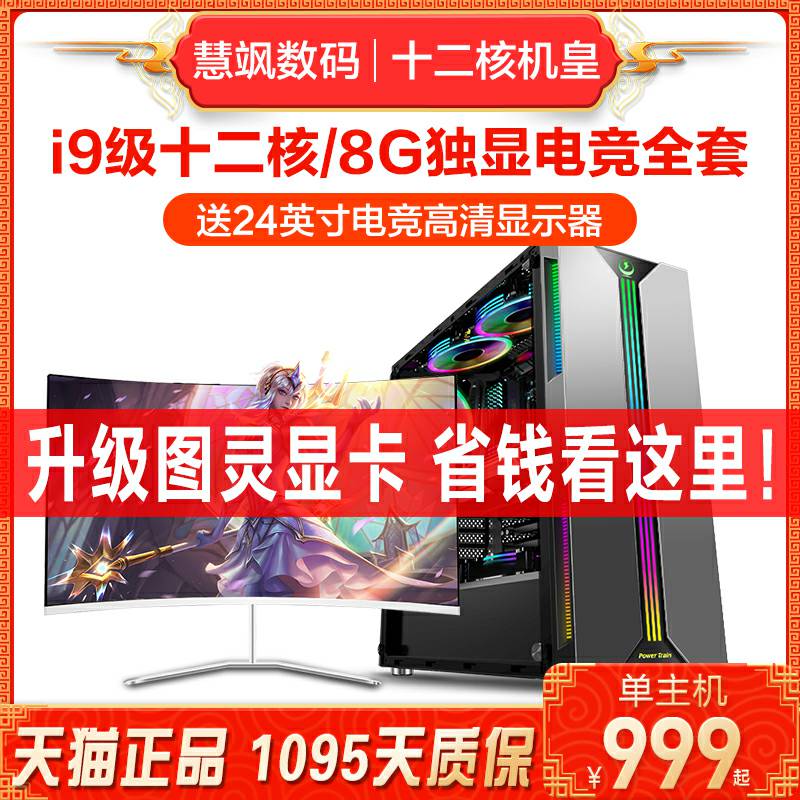 慧飒数码|十二核机皇
i9级十二核/8G独显电竞全套
送24英寸电竞高清显示器
升级图灵显卡 省钱看这里!
Power Train
天猫正品 1095天质保
单主机
¥999起